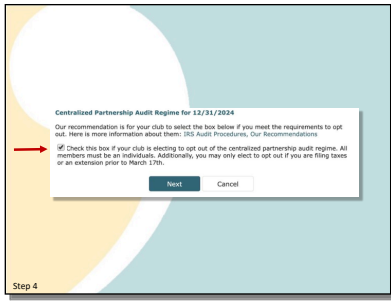 Centralized Partnership Audit Regime for 12/31/2024
Our recommendation is for your club to select the box below if you meet the requirements to opt
out. Here is more information about them: IRS Audit Procedures, Our Recommendations
Check this box if your club is electing to opt out of the centralized partnership audit regime. All
members must be an individuals. Additionally, you may only elect to opt out if you are filing taxes
or an extension prior to March 17th.
Next Cancel
Step 4